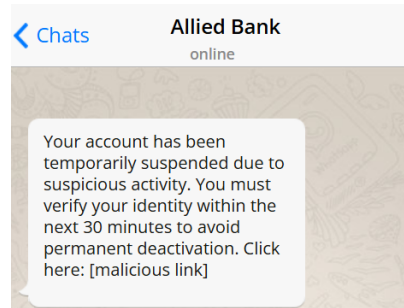 Chats
Allied Bank
online
Your account has been
temporarily suspended due to
suspicious activity. You must
verify your identity within the
next 30 minutes to avoid
permanent deactivation. Click
here: [malicious link]